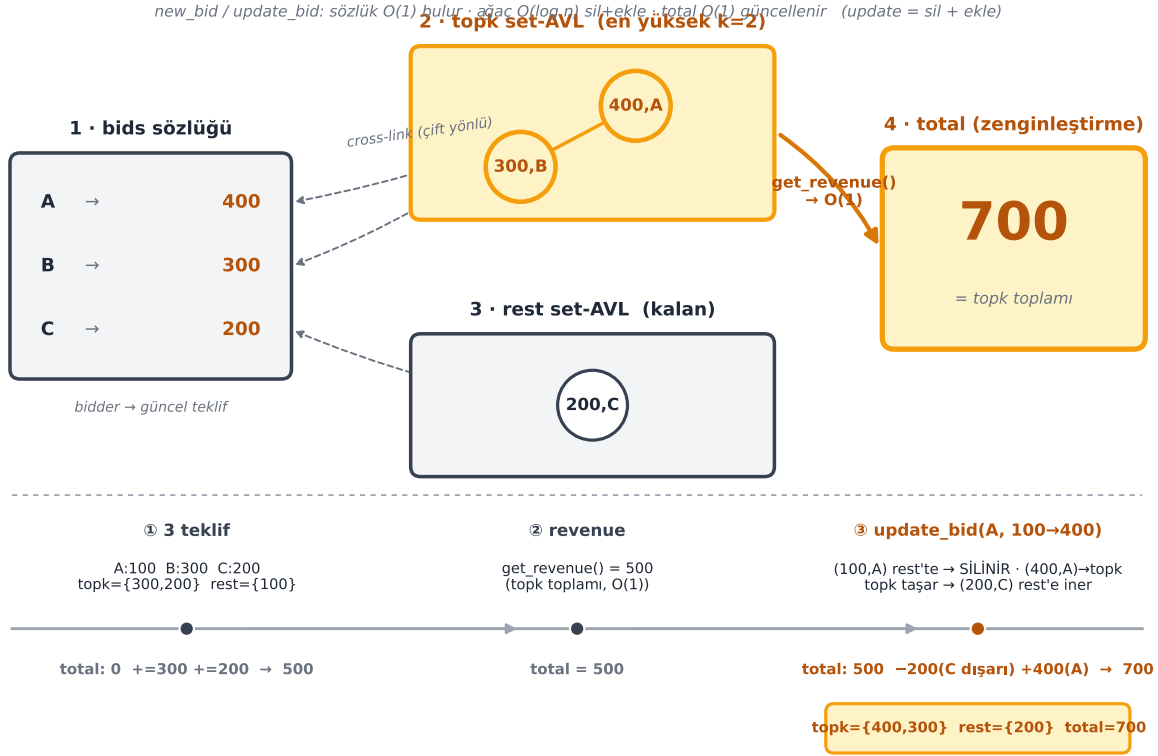 new_bid / update_bid: sözlük O(1) bulur · ağaç O(log n) sil+ekle · total O(1) güncellenir   (update = sil + ekle)
2 · topk set-AVL  (en yüksek k=2)
400,A
300,B
cross-link (çift yönlü)
1 · bids sözlüğü
A → 400
B → 300
C → 200
bidder → güncel teklif
4 · total (zenginleştirme)
get_revenue()
→ O(1)
700
= topk toplamı
3 · rest set-AVL  (kalan)
200,C
① 3 teklif
A:100  B:300  C:200
topk={300,200}  rest={100}
total: 0  +=300 +=200  →  500
② revenue
get_revenue() = 500
(topk toplamı, O(1))
total = 500
③ update_bid(A, 100→400)
(100,A) rest'te → SİLİNİR · (400,A)→topk
topk taşar → (200,C) rest'e iner
total: 500  −200(C dışarı) +400(A)  →  700
topk={400,300}  rest={200}  total=700